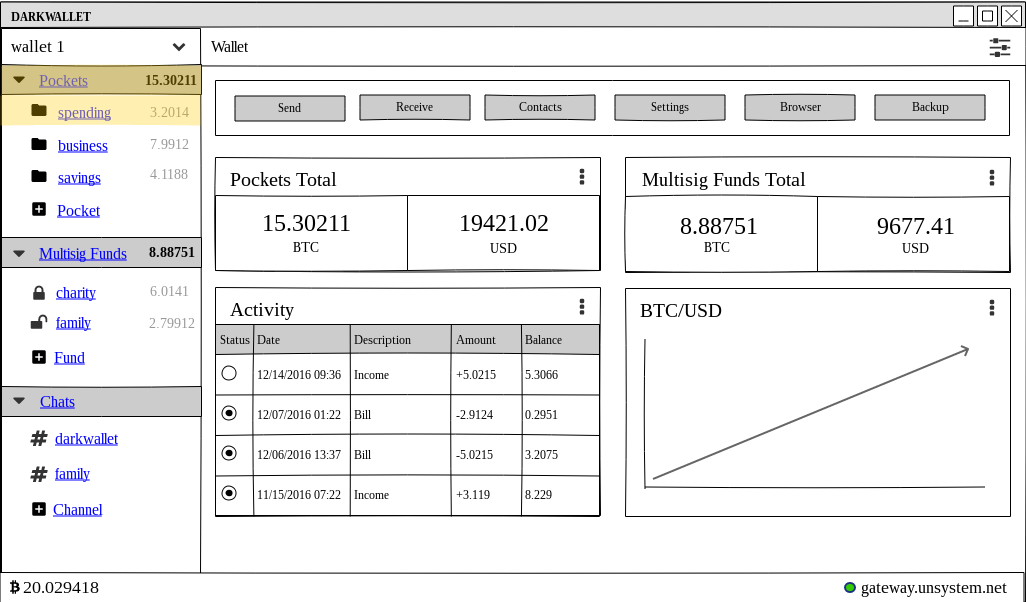 DARKWALLET
wallet 1
Wallet
Pockets 15.30211
spending 3.2014
business 7.9912
savings 4.1188
Pocket
Multisig Funds 8.88751
charity 6.0141
family 2.79912
Fund
Chats
darkwallet
family
Channel
Send Receive Contacts Settings Browser Backup
Pockets Total
15.30211 19421.02
BTC USD
Multisig Funds Total
8.88751 9677.41
BTC USD
Activity
Status Date Description Amount Balance
12/14/2016 09:36 Income +5.0215 5.3066
12/07/2016 01:22 Bill -2.9124 0.2951
12/06/2016 13:37 Bill -5.0215 3.2075
11/15/2016 07:22 Income +3.119 8.229
BTC/USD
₿ 20.029418
gateway.unsystem.net